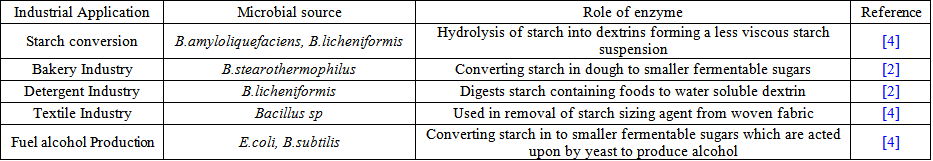 Industrial Application Microbial source Role of enzyme Reference
Starch conversion B.amyloliquefaciens, B.licheniformis Hydrolysis of starch into dextrins forming a less viscous starch suspension [4]
Bakery Industry B.stearothermophilus Converting starch in dough to smaller fermentable sugars [2]
Detergent Industry B.licheniformis Digests starch containing foods to water soluble dextrin [2]
Textile Industry Bacillus sp Used in removal of starch sizing agent from woven fabric [4]
Fuel alcohol Production E.coli, B.subtilis Converting starch in to smaller fermentable sugars which are acted upon by yeast to produce alcohol [4]